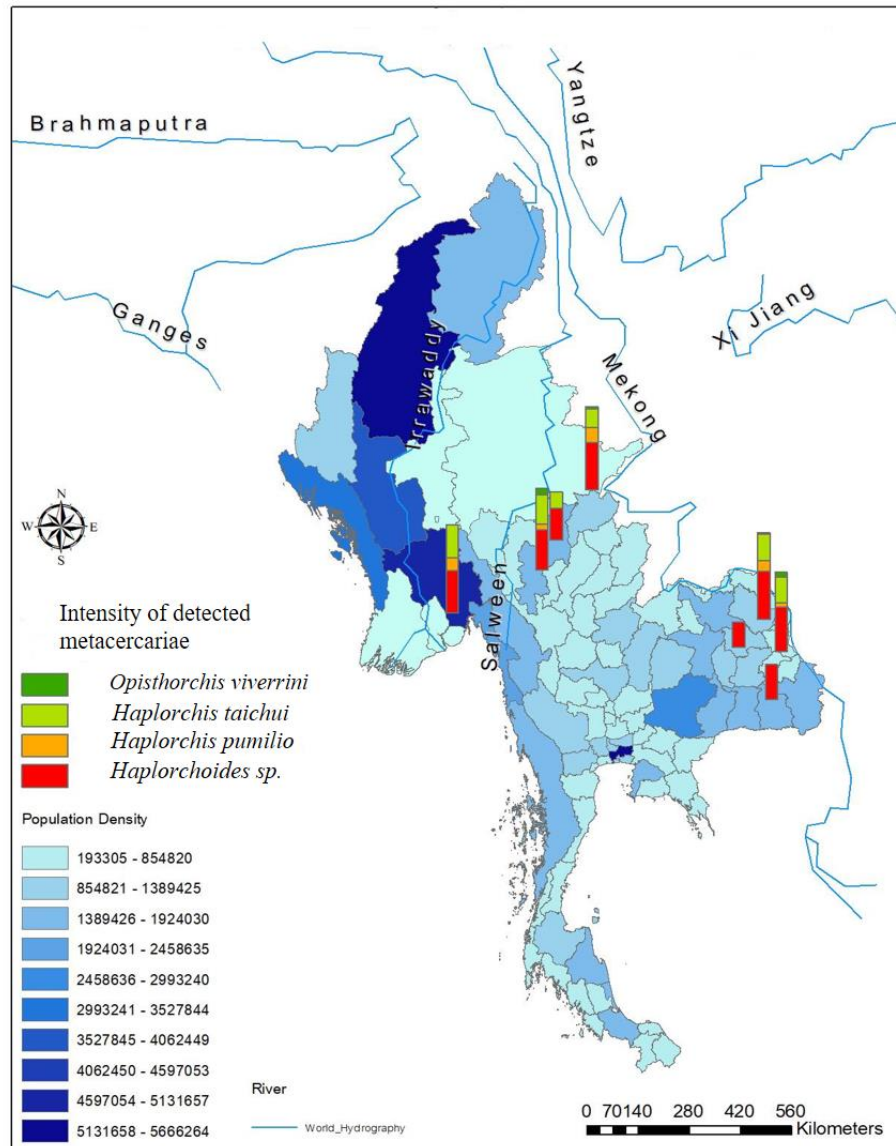 Yangtze
Brahmaputra
Ganges
Xi Jiang
Irrawaddy
Mekong
N
W E
S
Salween
Intensity of detected
metacercariae
Opisthorchis viverrini
Haplorchis taichui
Haplorchis pumilio
Haplorchoides sp.
Population Density
193305 - 854820
854821 - 1389425
1389426 - 1924030
1924031 - 2458635
2458636 - 2993240
2993241 - 3527844
3527845 - 4062449
4062450 - 4597053
4597054 - 5131657
5131658 - 5666264
River
World_Hydrography
0 70 140 280 420 560
Kilometers